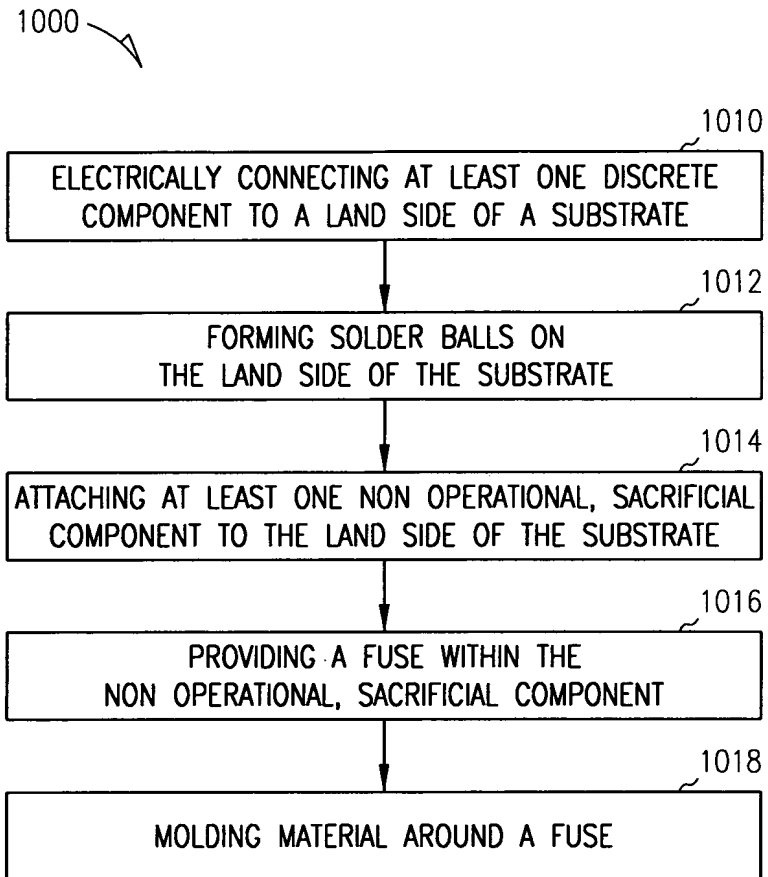 1000
1010
ELECTRICALLY CONNECTING AT LEAST ONE DISCRETE
COMPONENT TO A LAND SIDE OF A SUBSTRATE
1012
FORMING SOLDER BALLS ON
THE LAND SIDE OF THE SUBSTRATE
1014
ATTACHING AT LEAST ONE NON OPERATIONAL, SACRIFICIAL
COMPONENT TO THE LAND SIDE OF THE SUBSTRATE
1016
PROVIDING A FUSE WITHIN THE
NON OPERATIONAL, SACRIFICIAL COMPONENT
1018
MOLDING MATERIAL AROUND A FUSE